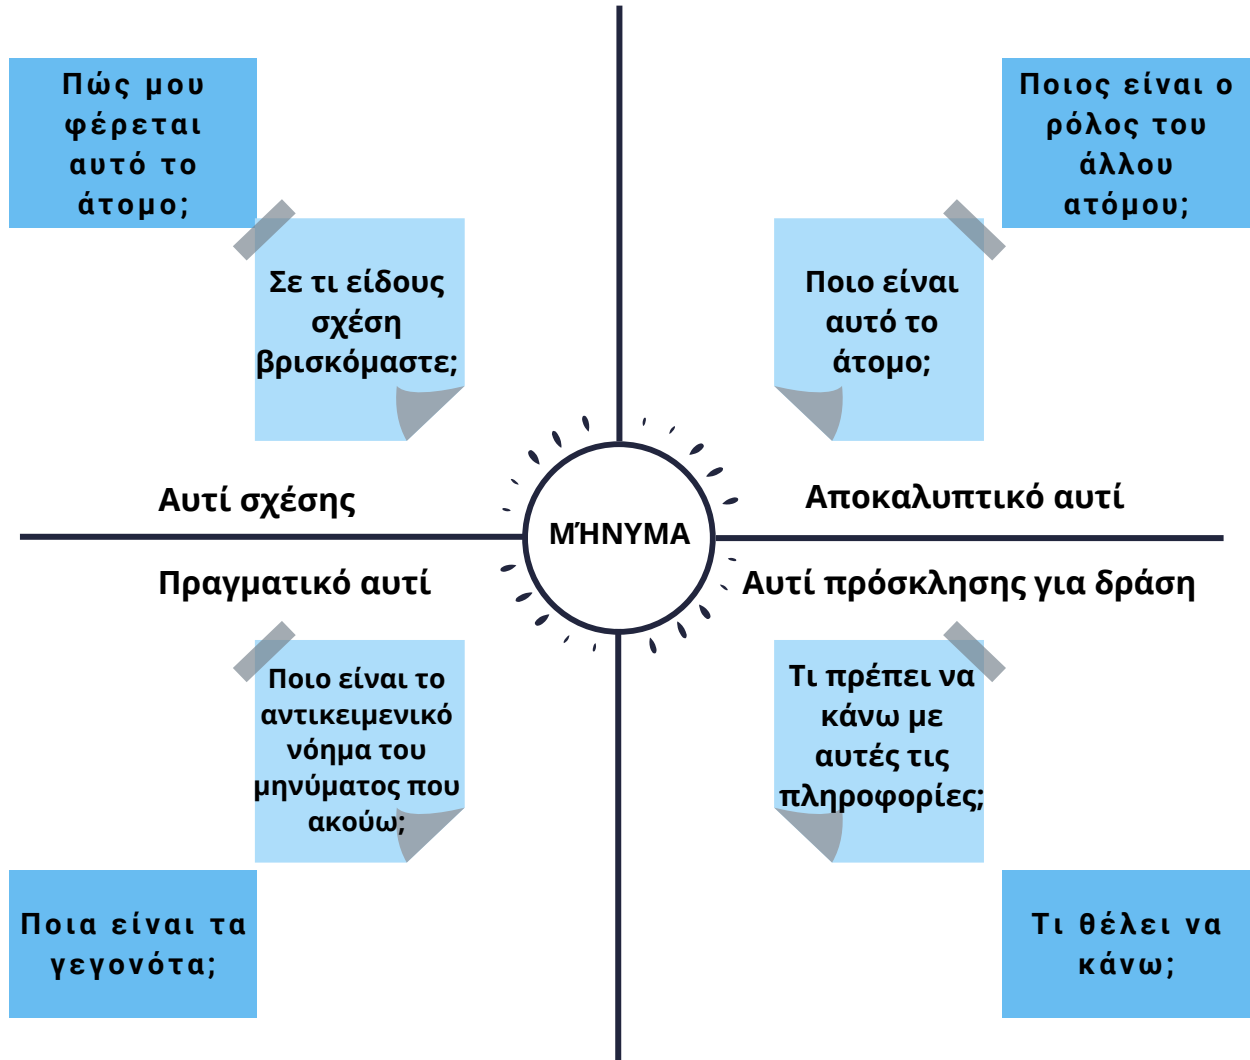 Πώς μου
φέρεται
αυτό το
άτομο;
Σε τι είδους
σχέση
βρισκόμαστε;
Αυτί σχέσης
Ποιος είναι ο
ρόλος του
άλλου
ατόμου;
Ποιο είναι
αυτό το
άτομο;
Αποκαλυπτικό αυτί
ΜΉΝΥΜΑ
Πραγματικό αυτί
Ποιο είναι το
αντικειμενικό
νόημα του
μηνύματος που
ακούω;
Ποια είναι τα
γεγονότα;
Αυτί πρόσκλησης για δράση
Τι πρέπει να
κάνω με
αυτές τις
πληροφορίες;
Τι θέλει να
κάνω;